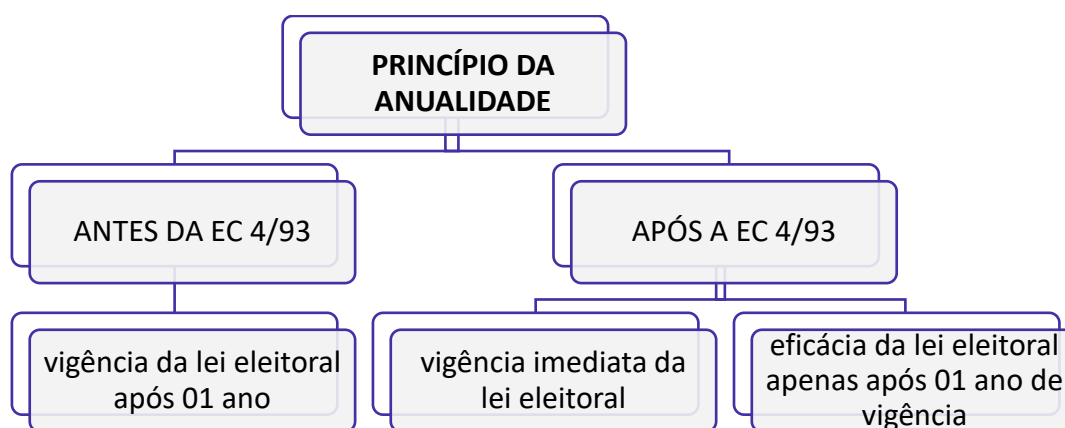 PRINCÍPIO DA
ANUALIDADE
ANTES DA EC 4/93
APÓS A EC 4/93
vigência da lei eleitoral
após 01 ano
vigência imediata da
lei eleitoral
eficácia da lei eleitoral
apenas após 01 ano de
vigência